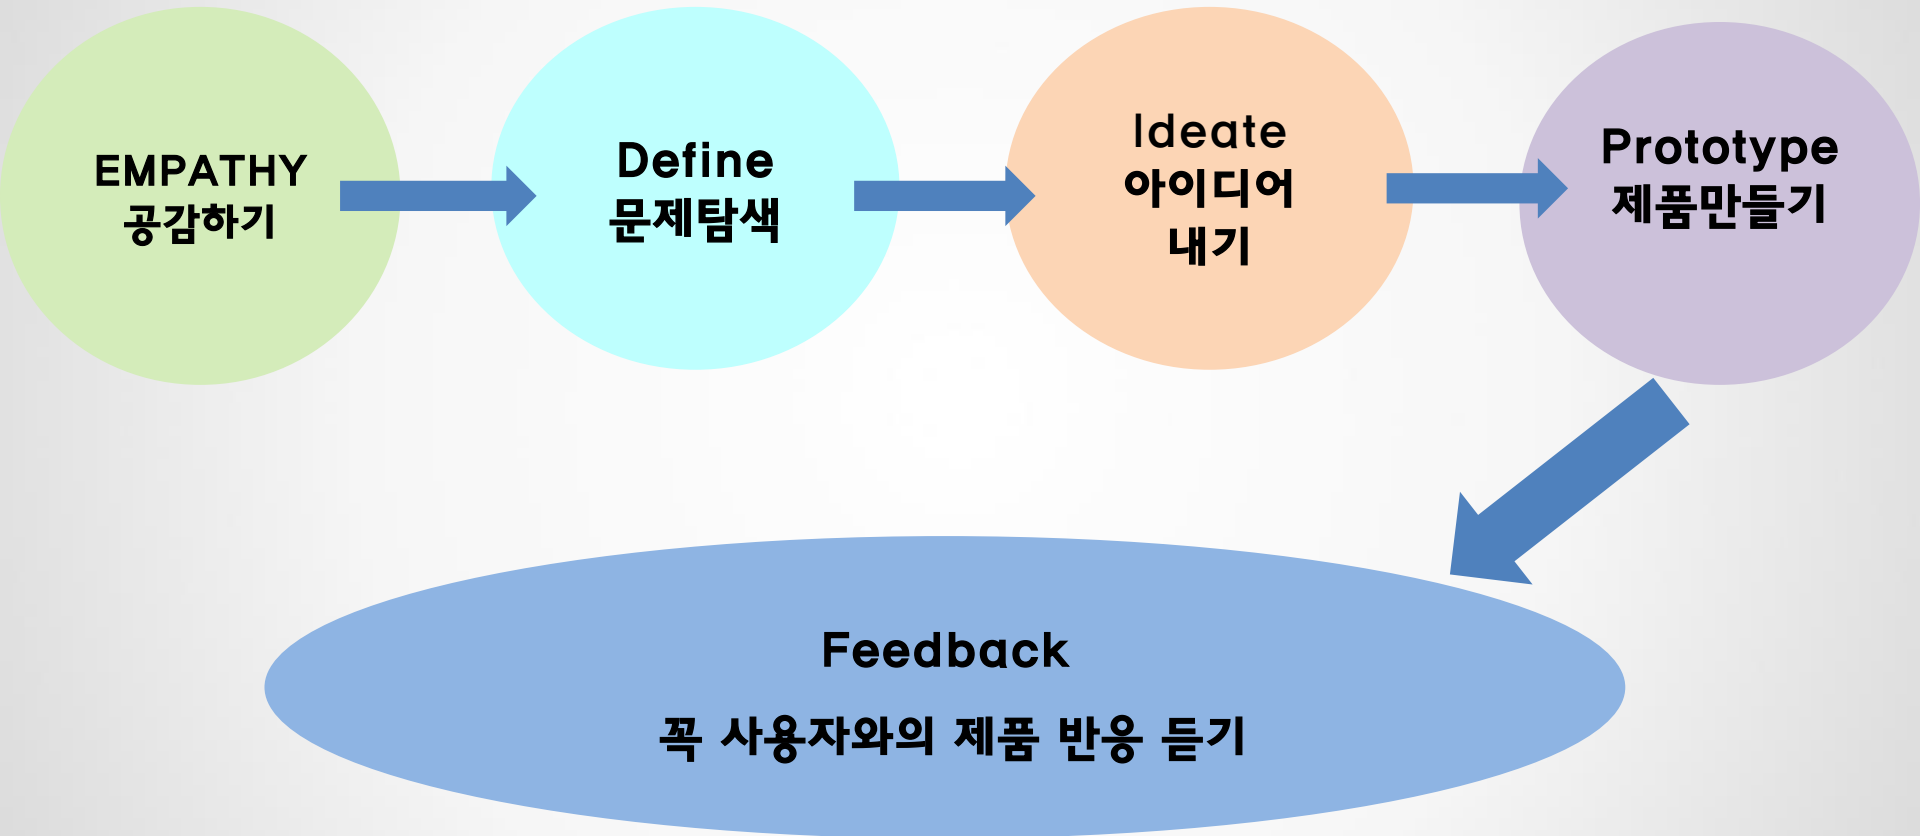 EMPATHY
공감하기
Define
문제탐색
Ideate
아이디어
내기
Prototype
제품만들기
Feedback
꼭 사용자와의 제품 반응 듣기